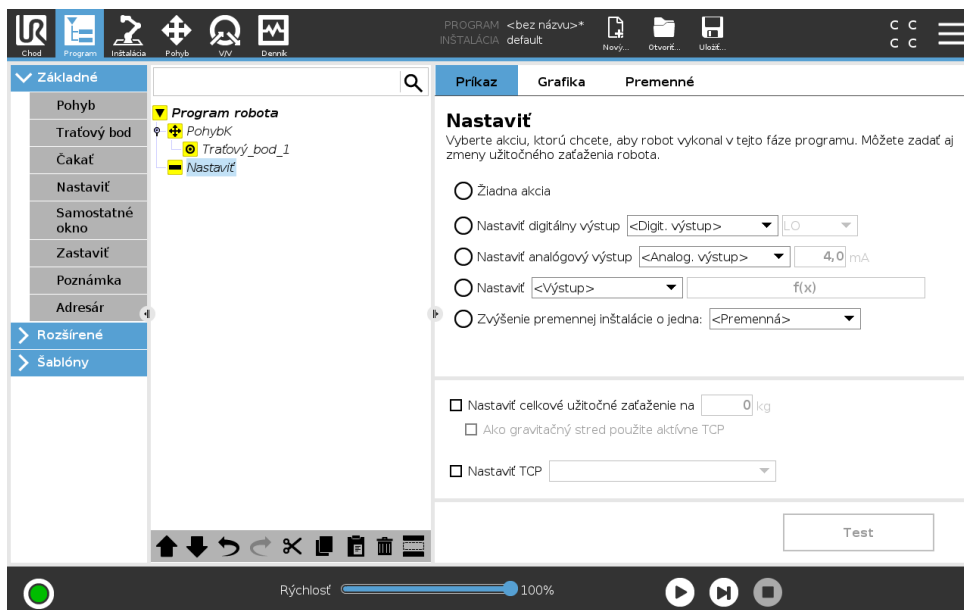 UR
Chod
Program
Inštalácia
Pohyb
V/V
Denník
PROGRAM <bez názvu>*
INŠTALÁCIA default
Nový...
Otvoriť...
Uložiť...
C C
C C
Základné
Pohyb
Traťový bod
Čakať
Nastaviť
Samostatné
okno
Zastaviť
Poznámka
Adresár
Rozšírené
Šablóny
Program robota
PohybK
Traťový_bod_1
Nastaviť
Príkaz Grafika Premenné
Nastaviť
Vyberte akciu, ktorú chcete, aby robot vykonal v tejto fáze programu. Môžete zadať aj
zmeny užitočného zaťaženia robota.
Žiadna akcia
Nastaviť digitálny výstup <Digit. výstup> LO
Nastaviť analógový výstup <Analog. výstup> 4,0 mA
Nastaviť <Výstup> f(x)
Zvýšenie premennej inštalácie o jedna: <Premenná>
Nastaviť celkové užitočné zaťaženie na 0 kg
Ako gravitačný stred použite aktívne TCP
Nastaviť TCP
Test
Rýchlosť 100%